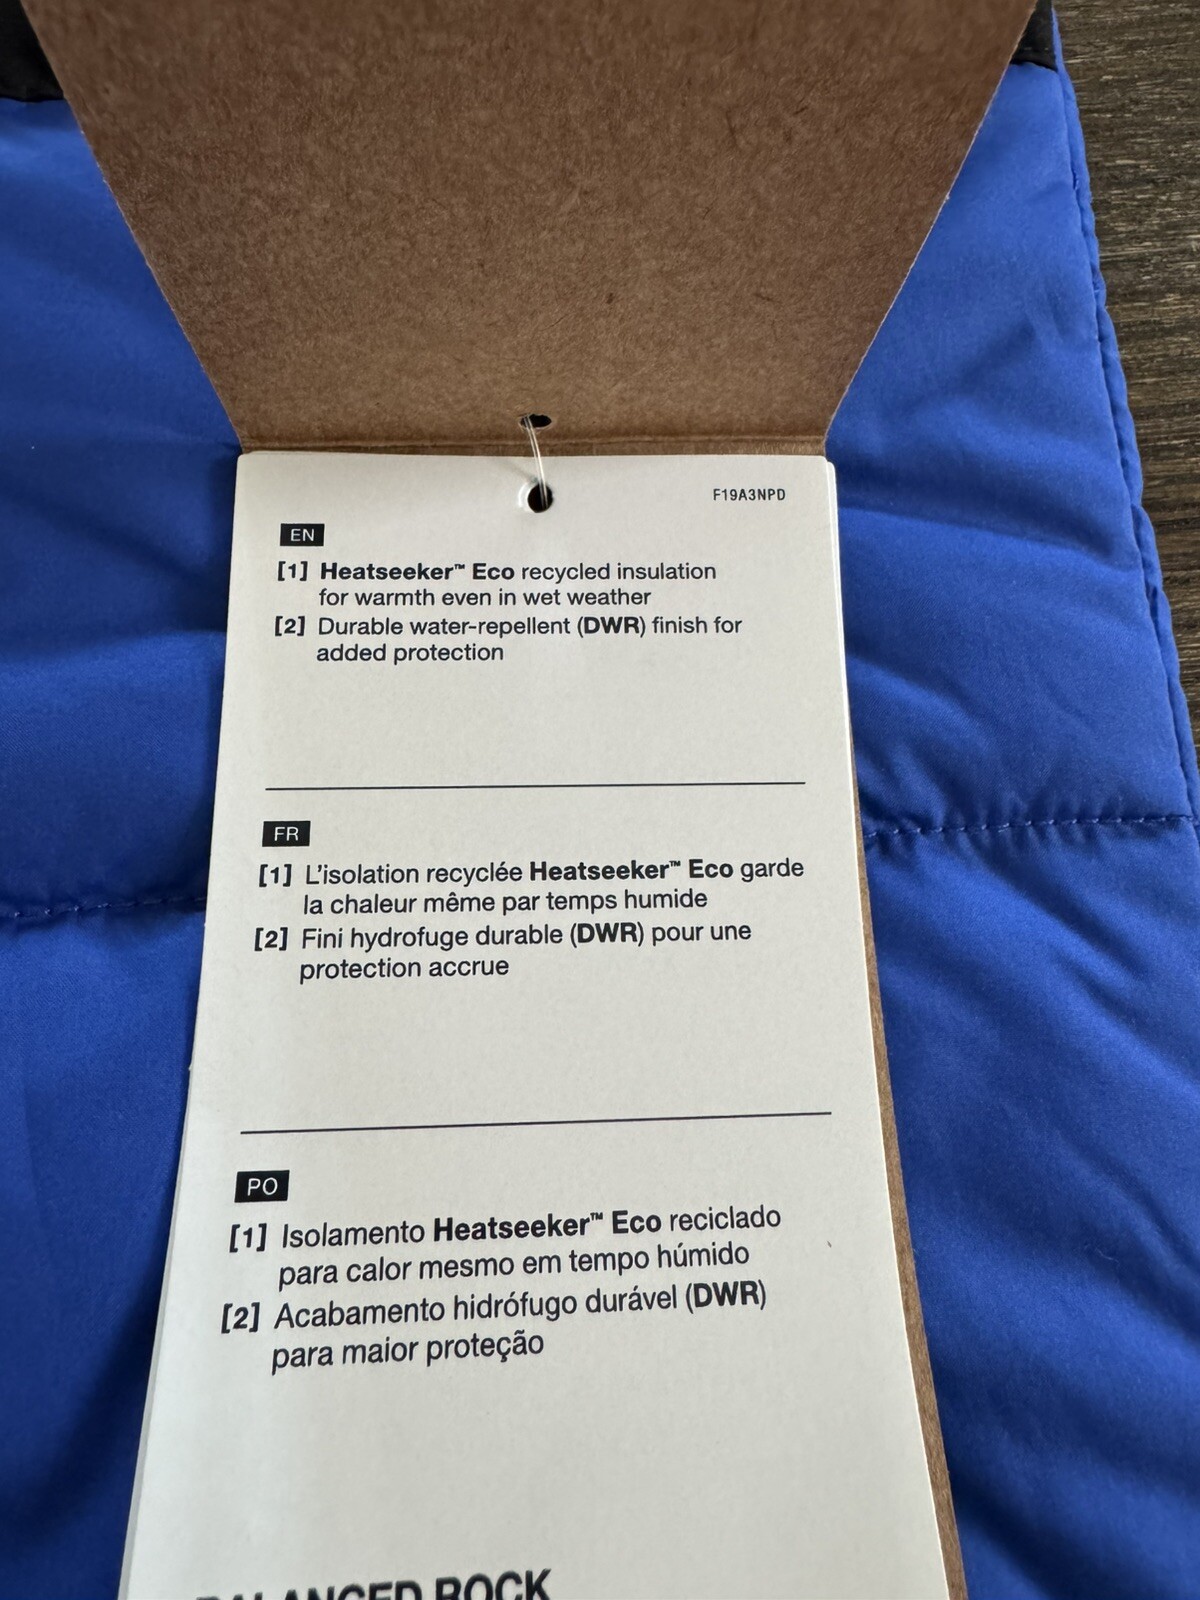 F19A3NPD
EN
[1] Heatseeker™ Eco recycled insulation
for warmth even in wet weather
[2] Durable water-repellent (DWR) finish for
added protection
FR
[1] L'isolation recyclée Heatseeker™ Eco garde
la chaleur même par temps humide
[2] Fini hydrofuge durable (DWR) pour une
protection accrue
PO
[1] Isolamento Heatseeker™ Eco reciclado
para calor mesmo em tempo húmido
[2] Acabamento hidrófugo durável (DWR)
para maior proteção
BALANCED ROCK